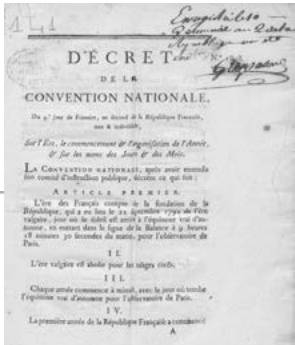 DÉCRET
DE LA
CONVENTION NATIONALE,
Du 4.e jour de Frimaire, an second de la République Française,
une & indivisible,
Sur l'Ère, le commencement & l'organisation de l'Année,
& sur les noms des Jours & des Mois.
LA CONVENTION NATIONALE, après avoir entendu
son comité d'instruction publique, décrète ce qui suit :
ARTICLE PREMIER.
L'ère des Français compte de la fondation de la
République, qui a eu lieu le 22 septembre 1792 de l'ère
vulgaire, jour où le soleil est arrivé à l'équinoxe vrai d'au-
tomne, en entrant dans le signe de la Balance à 9 heures
18 minutes 30 secondes du matin, pour l'observatoire de
Paris.
II.
L'ère vulgaire est abolie pour les usages civils.
III.
Chaque année commence à minuit, avec le jour où tombe
l'équinoxe vrai d'automne pour l'observatoire de Paris.
IV.
La première année de la République Française a commencé
A